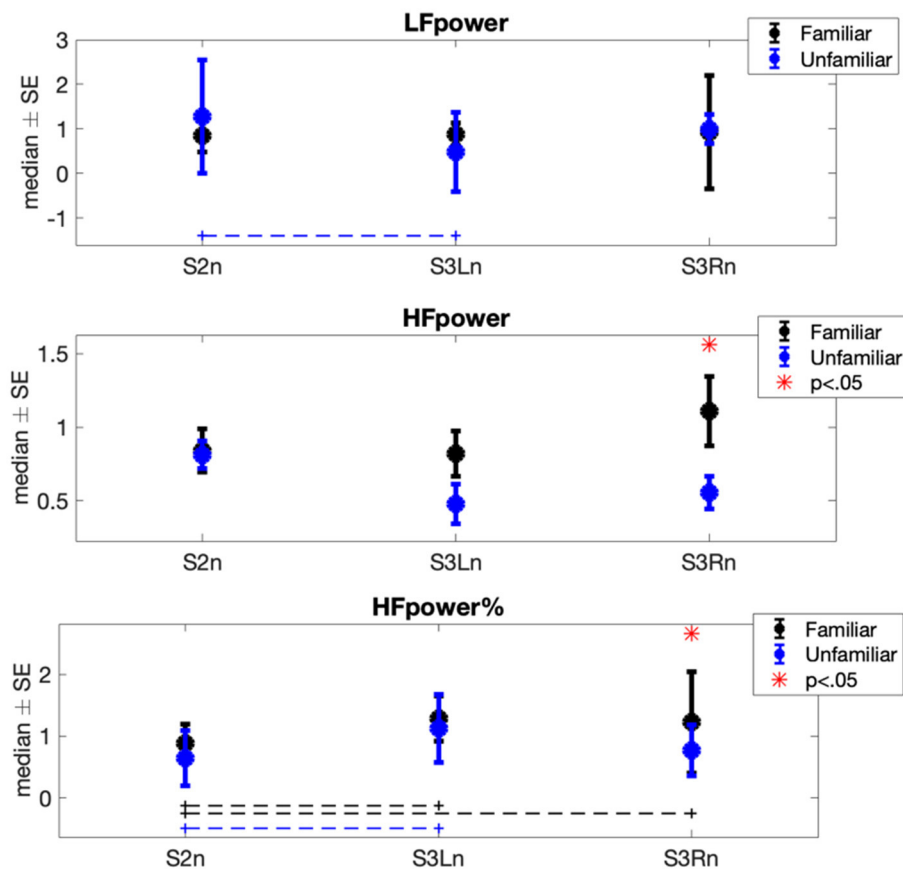 LFpower
Familiar
Unfamiliar
median ± SE
3
2
1
0
-1
S2n S3Ln S3Rn
HFpower
Familiar
Unfamiliar
p<.05
median ± SE
1.5
1
0.5
S2n S3Ln S3Rn
HFpower%
Familiar
Unfamiliar
p<.05
median ± SE
2
1
0
S2n S3Ln S3Rn